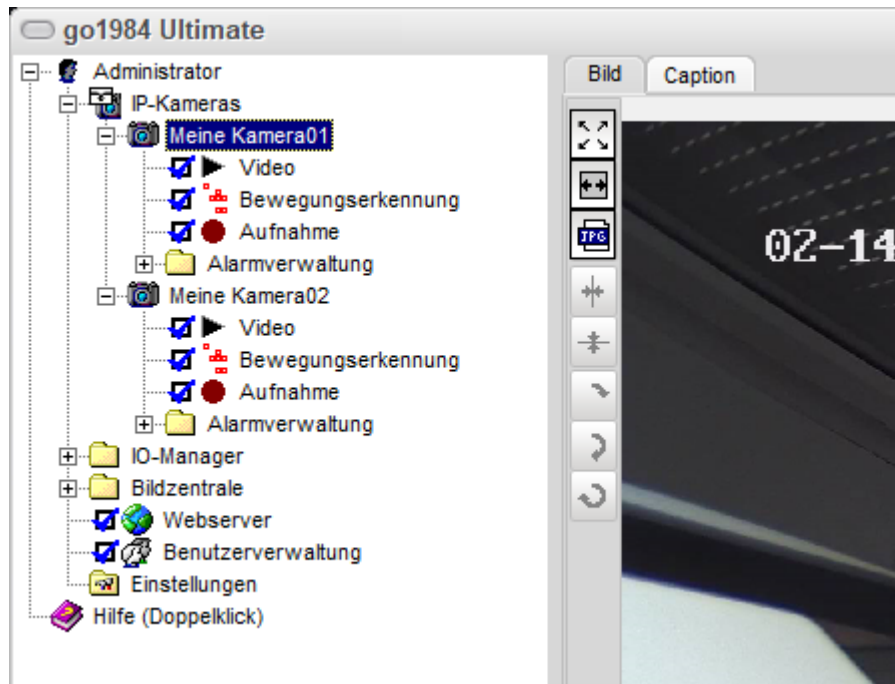 go1984 Ultimate
Administrator
IP-Kameras
Meine Kamera01
Video
Bewegungserkennung
Aufnahme
Alarmverwaltung
Meine Kamera02
Video
Bewegungserkennung
Aufnahme
Alarmverwaltung
IO-Manager
Bildzentrale
Webserver
Benutzerverwaltung
Einstellungen
Hilfe (Doppelklick)
Bild
Caption
JPG
02-14